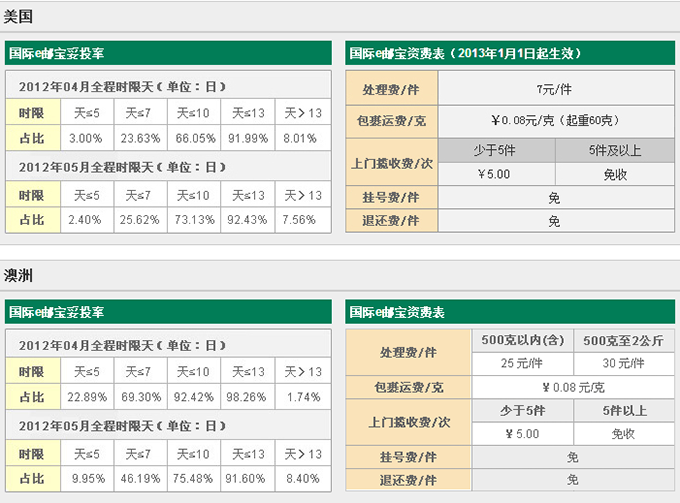 美国
国际e邮宝妥投率
2012年04月全程时限天（单位：日）
时限 天≤5 天≤7 天≤10 天≤13 天＞13
占比 3.00% 23.63% 66.05% 91.99% 8.01%
2012年05月全程时限天（单位：日）
时限 天≤5 天≤7 天≤10 天≤13 天＞13
占比 2.40% 25.62% 73.13% 92.43% 7.56%
国际e邮宝资费表（2013年1月1日起生效）
处理费/件 7元/件
包裹运费/克 ￥0.08元/克（起重60克）
上门揽收费/次 少于5件 5件及以上
￥5.00 免收
挂号费/件 免
退还费/件 免
澳洲
国际e邮宝妥投率
2012年04月全程时限天（单位：日）
时限 天≤5 天≤7 天≤10 天≤13 天＞13
占比 22.89% 69.30% 92.42% 98.26% 1.74%
2012年05月全程时限天（单位：日）
时限 天≤5 天≤7 天≤10 天≤13 天＞13
占比 9.95% 46.19% 75.48% 91.60% 8.40%
国际e邮宝资费表
处理费/件 500克以内(含) 500克至2公斤
25元/件 30元/件
包裹运费/克 ￥0.08元/克
上门揽收费/次 少于5件 5件以上
￥5.00 免收
挂号费/件 免
退还费/件 免